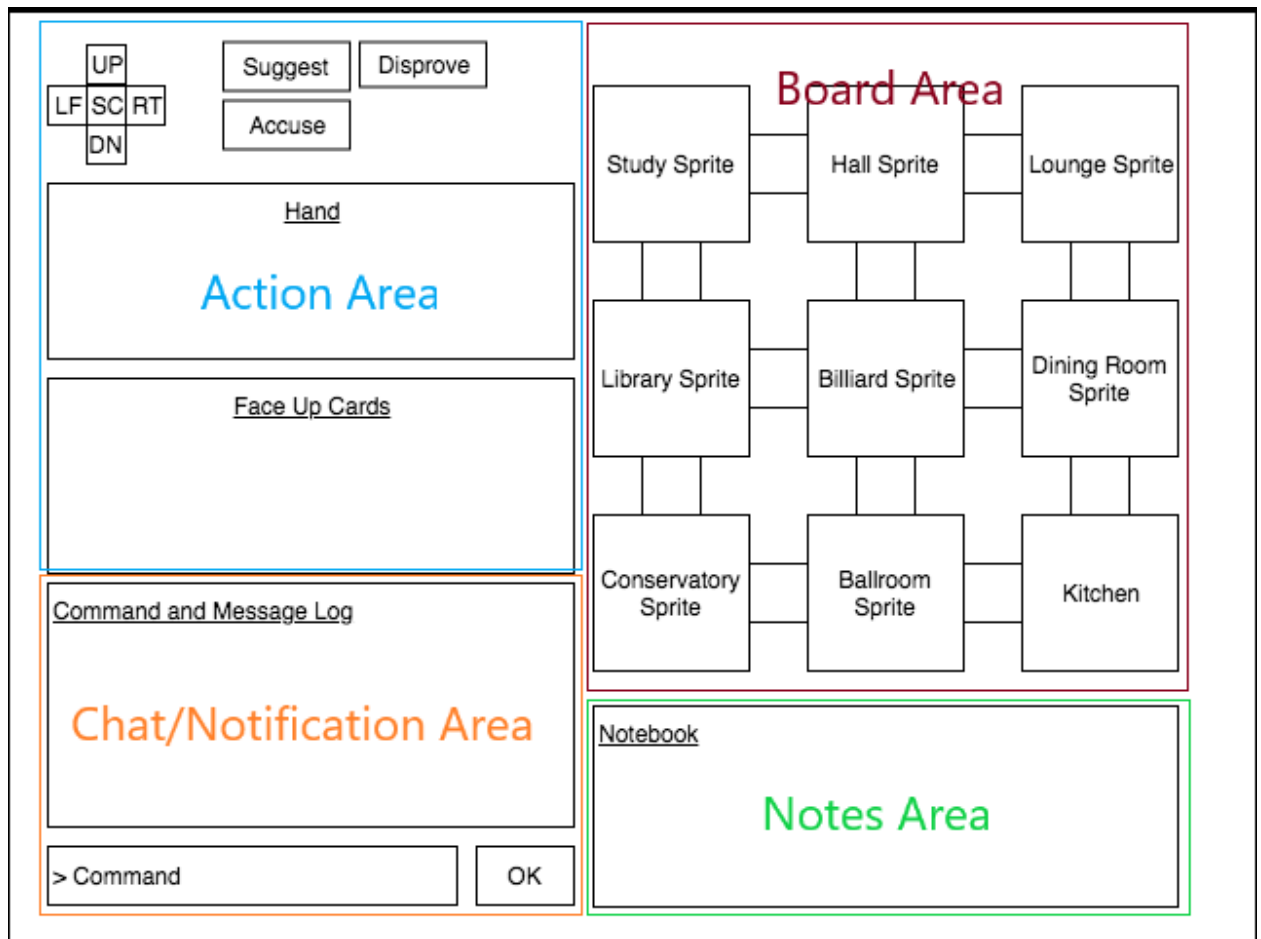 UP
LF SC RT
DN
Suggest
Disprove
Accuse
Hand
Action Area
Face Up Cards
Command and Message Log
Chat/Notification Area
> Command
OK
Board Area
Study Sprite
Hall Sprite
Lounge Sprite
Library Sprite
Billiard Sprite
Dining Room
Sprite
Conservatory
Sprite
Ballroom
Sprite
Kitchen
Notebook
Notes Area